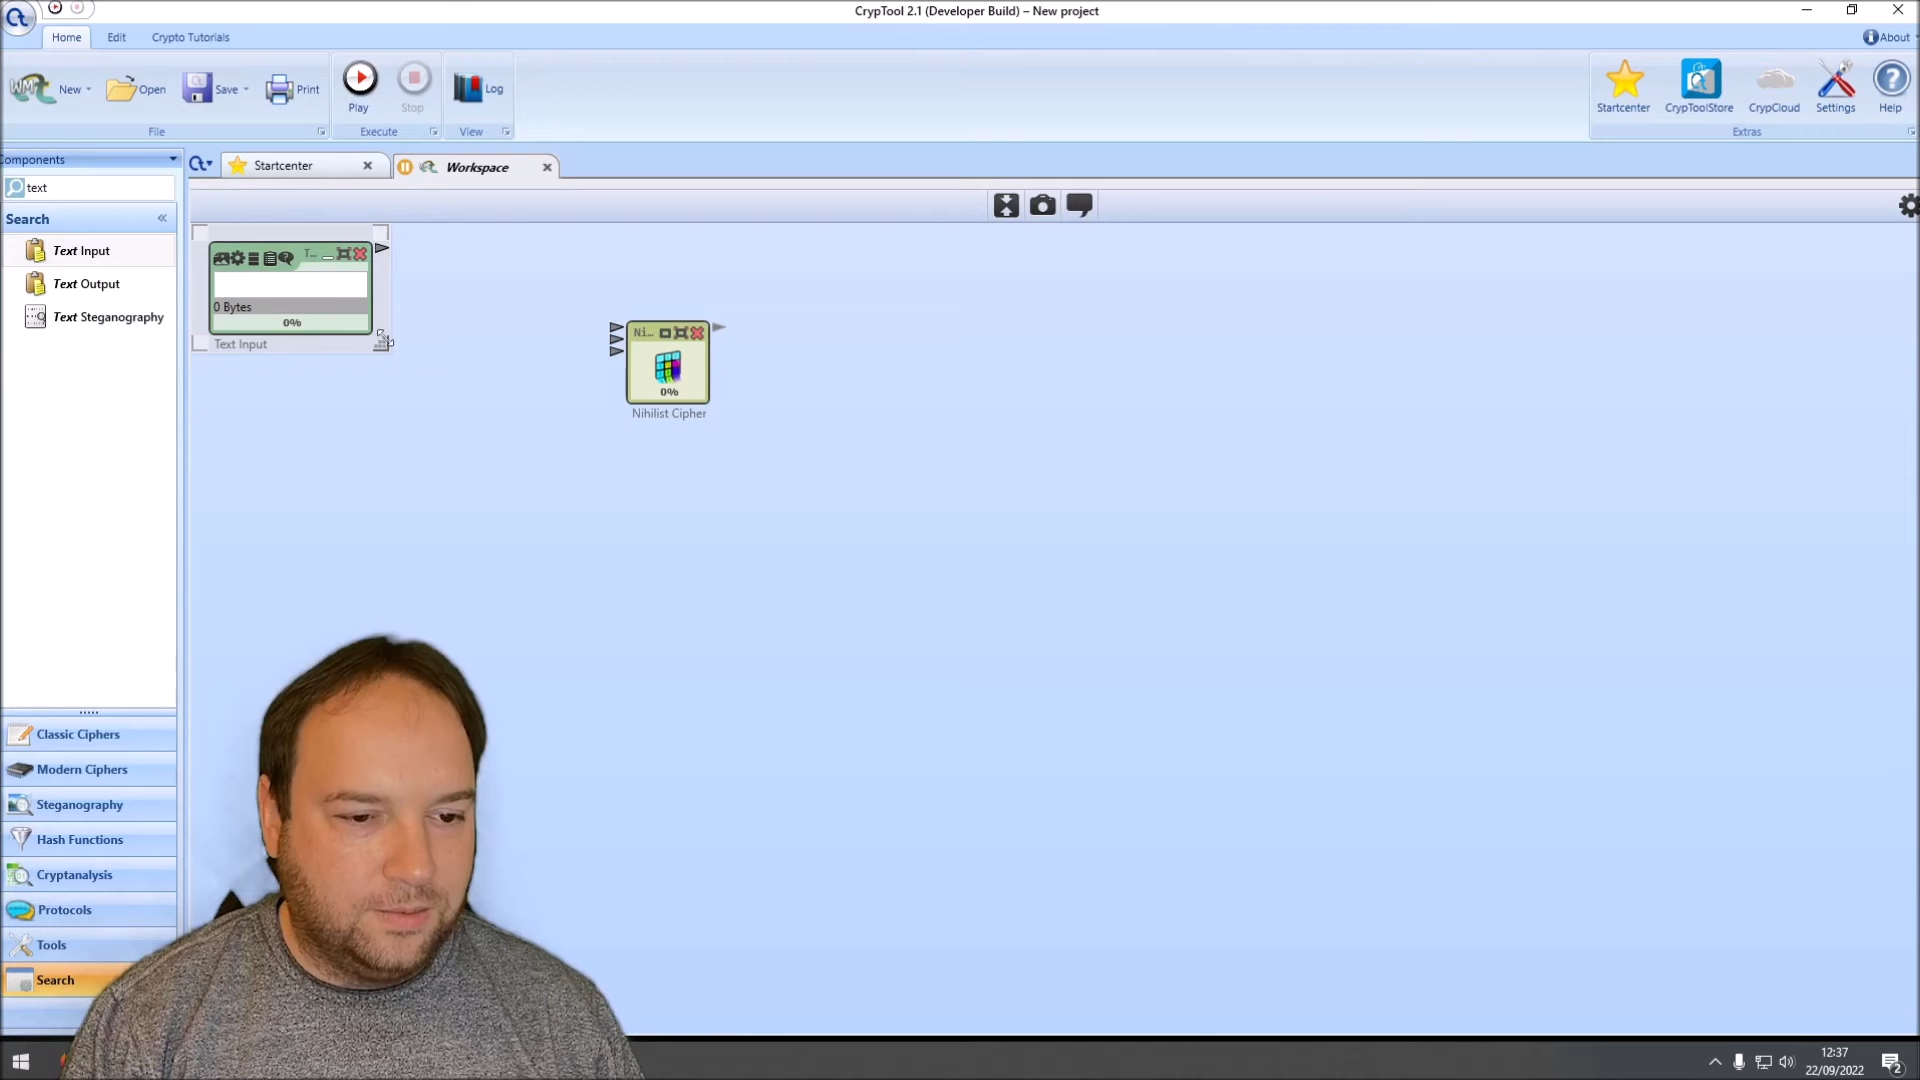 CrypTool 2.1 (Developer Build) – New project
Home Edit Crypto Tutorials About
New Open Save Print Play Stop Log Startcenter CrypToolStore CrypCloud Settings Help
File Execute View Extras
Components Startcenter Workspace
text
Search
Text Input
Text Output
Text Steganography
T...
0 Bytes
0%
Text Input
Ni...
0%
Nihilist Cipher
Classic Ciphers
Modern Ciphers
Steganography
Hash Functions
Cryptanalysis
Protocols
Tools
Search
12:37
22/09/2022
2